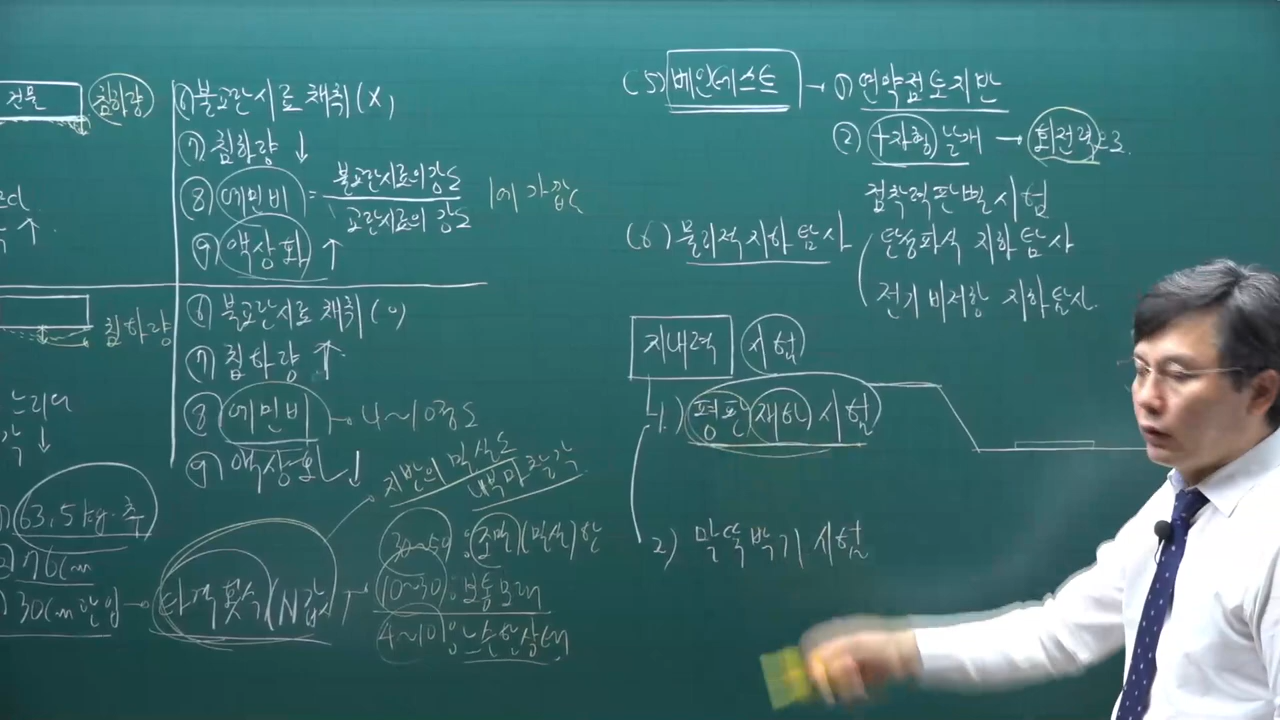 건물 침하량
⑥ 불교란시료 채취(X)
⑦ 침하량 ↓
⑧ 예민비 = 불교란시료의 강도 / 교란시료의 강도 1에 가깝
⑨ 액상화 ↑
침하량
⑥ 불교란시료 채취(O)
⑦ 침하량 ↑
⑧ 예민비 → 4~10정도
⑨ 액상화 ↓
느리다
63.5kg 추
② 76cm
30cm 관입 → 타격횟수(N값)
지반의 밀실도
내부마찰각
30~50 : 조밀(밀실)한
10~30 : 보통모래
4~10 : 느슨한상태
(5) 베인테스트 → ① 연약점토지반
② 十자형 날개 → 회전력으로
점착력 판별시험
(6) 물리적 지하탐사
탄성파식 지하탐사
전기 비저항 지하탐사
지내력 시험
1) 평판재하시험
2) 말뚝박기시험